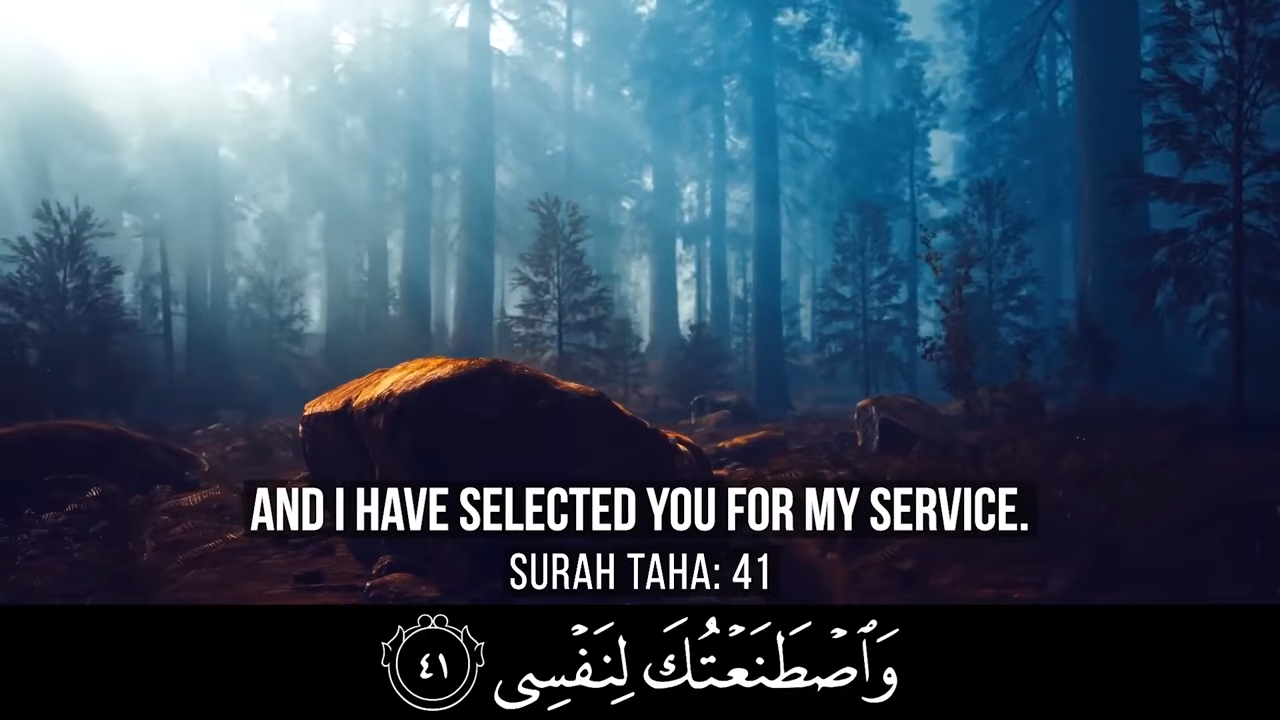 AND I HAVE SELECTED YOU FOR MY SERVICE.
SURAH TAHA: 41
وَٱصۡطَنَعۡتُكَ لِنَفۡسِي ٤١